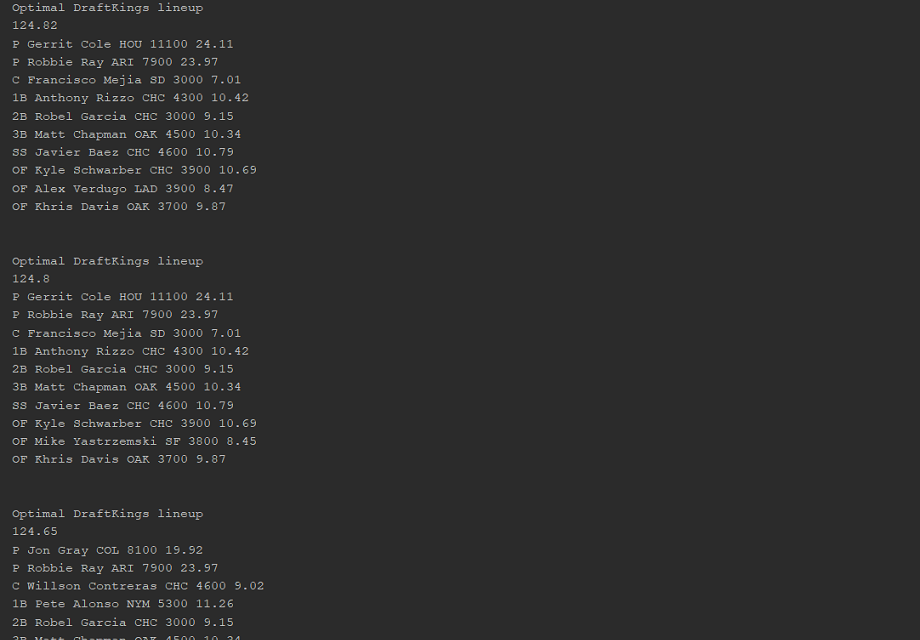 Optimal DraftKings lineup
124.82
P Gerrit Cole HOU 11100 24.11
P Robbie Ray ARI 7900 23.97
C Francisco Mejia SD 3000 7.01
1B Anthony Rizzo CHC 4300 10.42
2B Robel Garcia CHC 3000 9.15
3B Matt Chapman OAK 4500 10.34
SS Javier Baez CHC 4600 10.79
OF Kyle Schwarber CHC 3900 10.69
OF Alex Verdugo LAD 3900 8.47
OF Khris Davis OAK 3700 9.87
Optimal DraftKings lineup
124.8
P Gerrit Cole HOU 11100 24.11
P Robbie Ray ARI 7900 23.97
C Francisco Mejia SD 3000 7.01
1B Anthony Rizzo CHC 4300 10.42
2B Robel Garcia CHC 3000 9.15
3B Matt Chapman OAK 4500 10.34
SS Javier Baez CHC 4600 10.79
OF Kyle Schwarber CHC 3900 10.69
OF Mike Yastrzemski SF 3800 8.45
OF Khris Davis OAK 3700 9.87
Optimal DraftKings lineup
124.65
P Jon Gray COL 8100 19.92
P Robbie Ray ARI 7900 23.97
C Willson Contreras CHC 4600 9.02
1B Pete Alonso NYM 5300 11.26
2B Robel Garcia CHC 3000 9.15
3B Matt Chapman OAK 4500 10.34